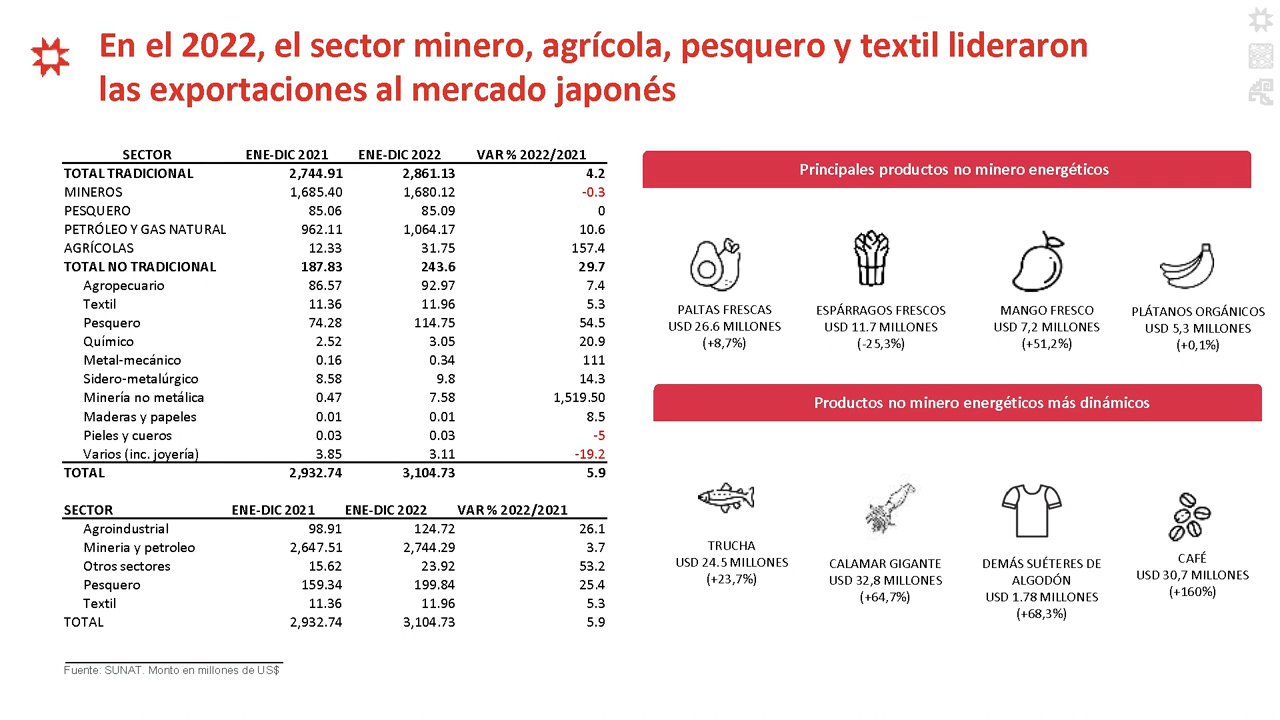 En el 2022, el sector minero, agrícola, pesquero y textil lideraron
las exportaciones al mercado japonés
SECTOR ENE-DIC 2021 ENE-DIC 2022 VAR % 2022/2021
TOTAL TRADICIONAL 2,744.91 2,861.13 4.2
MINEROS 1,685.40 1,680.12 -0.3
PESQUERO 85.06 85.09 0
PETRÓLEO Y GAS NATURAL 962.11 1,064.17 10.6
AGRÍCOLAS 12.33 31.75 157.4
TOTAL NO TRADICIONAL 187.83 243.6 29.7
Agropecuario 86.57 92.97 7.4
Textil 11.36 11.96 5.3
Pesquero 74.28 114.75 54.5
Químico 2.52 3.05 20.9
Metal-mecánico 0.16 0.34 111
Sidero-metalúrgico 8.58 9.8 14.3
Minería no metálica 0.47 7.58 1,519.50
Maderas y papeles 0.01 0.01 8.5
Pieles y cueros 0.03 0.03 -5
Varios (inc. joyería) 3.85 3.11 -19.2
TOTAL 2,932.74 3,104.73 5.9
SECTOR ENE-DIC 2021 ENE-DIC 2022 VAR % 2022/2021
Agroindustrial 98.91 124.72 26.1
Mineria y petroleo 2,647.51 2,744.29 3.7
Otros sectores 15.62 23.92 53.2
Pesquero 159.34 199.84 25.4
Textil 11.36 11.96 5.3
TOTAL 2,932.74 3,104.73 5.9
Fuente: SUNAT. Monto en millones de US$
Principales productos no minero energéticos
PALTAS FRESCAS
USD 26.6 MILLONES
(+8,7%)
ESPÁRRAGOS FRESCOS
USD 11.7 MILLONES
(-25,3%)
MANGO FRESCO
USD 7,2 MILLONES
(+51,2%)
PLÁTANOS ORGÁNICOS
USD 5,3 MILLONES
(+0,1%)
Productos no minero energéticos más dinámicos
TRUCHA
USD 24.5 MILLONES
(+23,7%)
CALAMAR GIGANTE
USD 32,8 MILLONES
(+64,7%)
DEMÁS SUÉTERES DE
ALGODÓN
USD 1.78 MILLONES
(+68,3%)
CAFÉ
USD 30,7 MILLONES
(+160%)